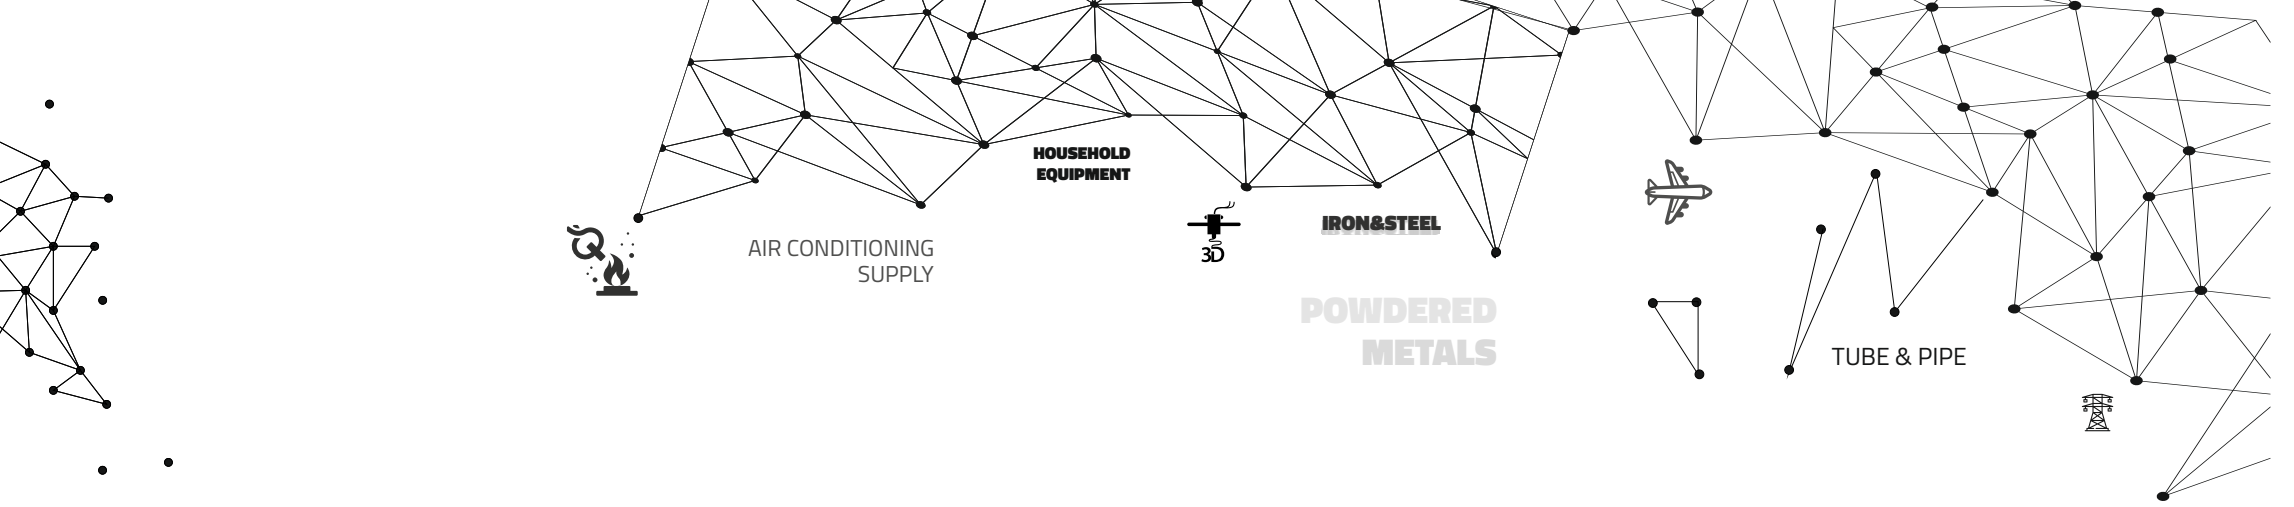 HOUSEHOLD
EQUIPMENT
AIR CONDITIONING
SUPPLY
3D
IRON&STEEL
POWDERED
METALS
TUBE & PIPE